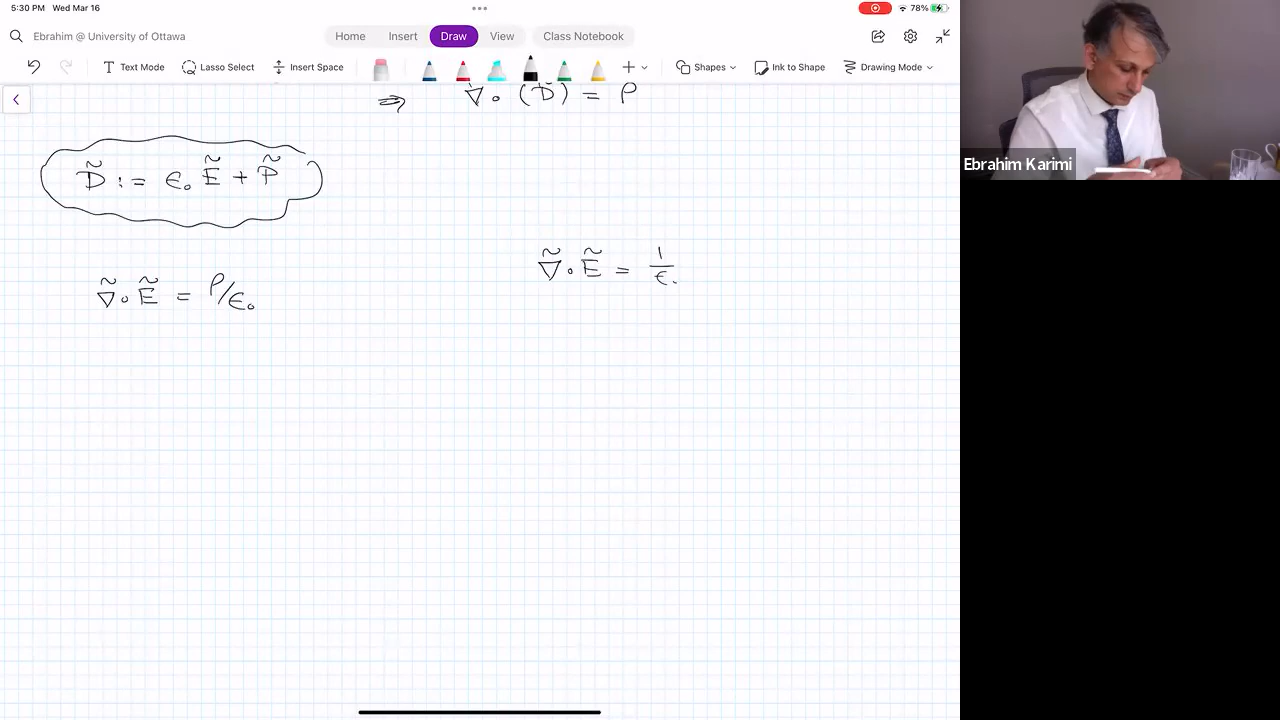 5:30 PM Wed Mar 16
78%
Ebrahim @ University of Ottawa
Home Insert Draw View Class Notebook
Text Mode Lasso Select Insert Space Shapes Ink to Shape Drawing Mode
⇒ ∇̃ · (D̃) = ρ
D̃ := ε₀ Ẽ + P̃
∇̃ · Ẽ = 1/ε₀
∇̃ · Ẽ = ρ/ε₀
Ebrahim Karimi